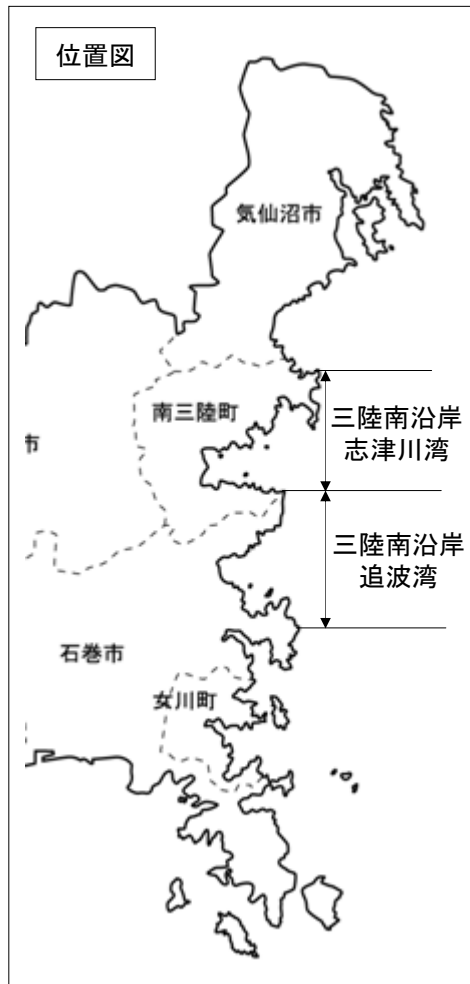 位置図
気仙沼市
南三陸町
三陸南沿岸
志津川湾
市
三陸南沿岸
追波湾
石巻市
女川町